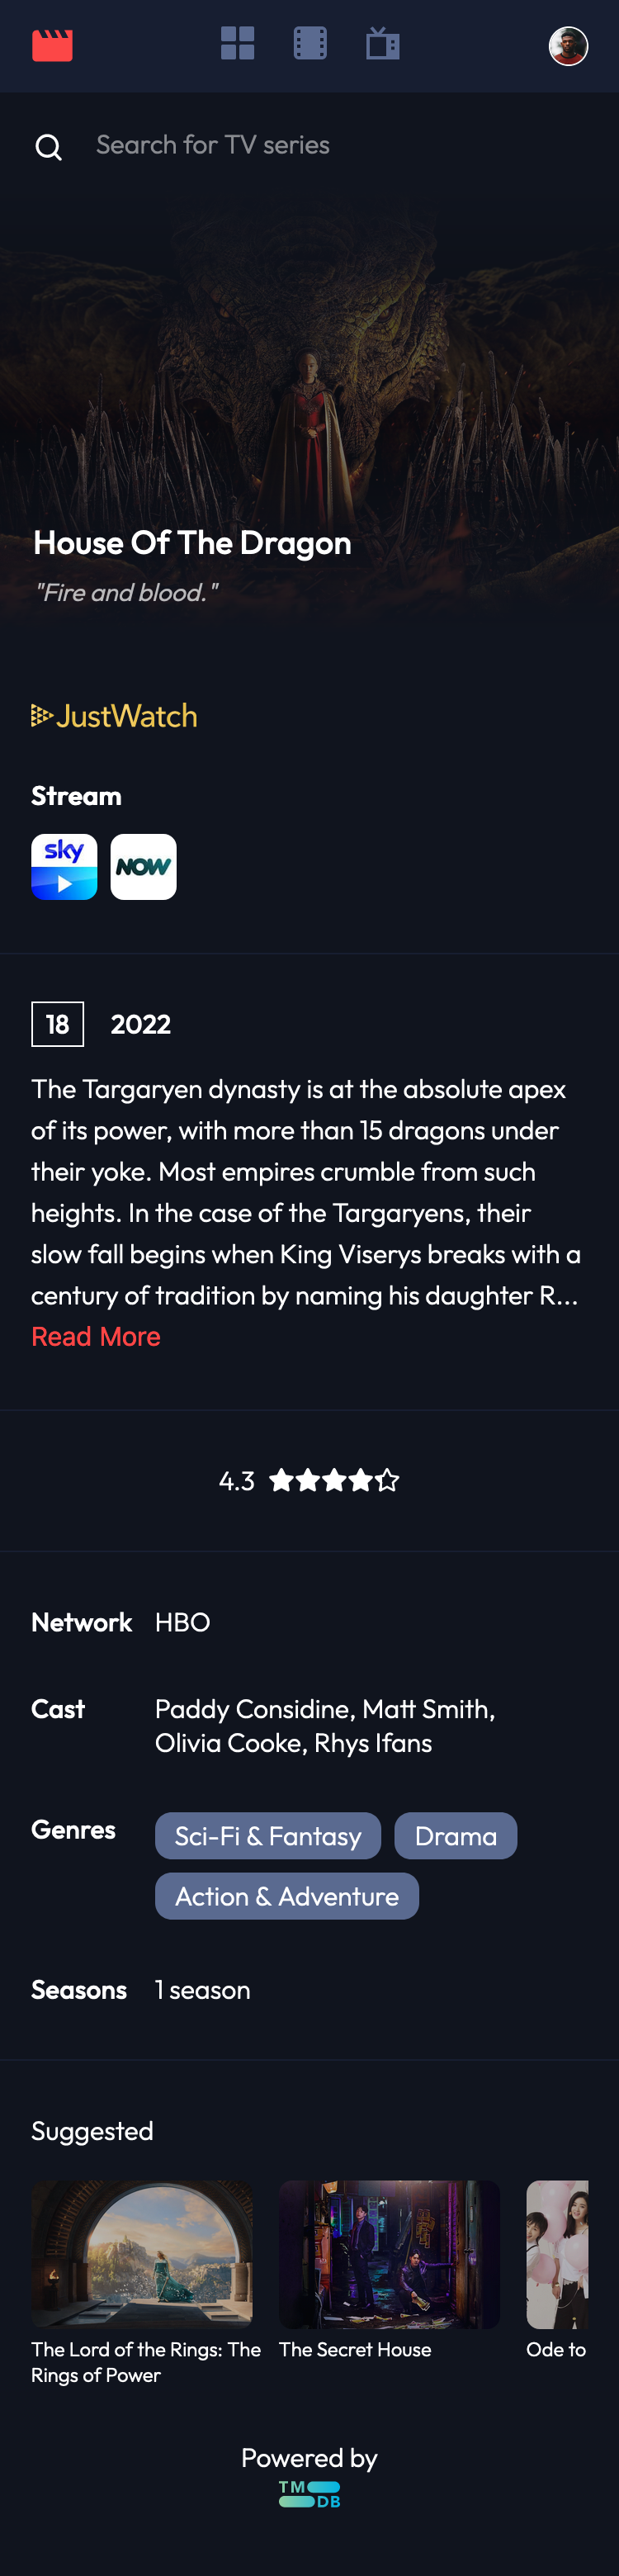 Search for TV series
House Of The Dragon
"Fire and blood."
JustWatch
Stream
sky
NOW
18 2022
The Targaryen dynasty is at the absolute apex
of its power, with more than 15 dragons under
their yoke. Most empires crumble from such
heights. In the case of the Targaryens, their
slow fall begins when King Viserys breaks with a
century of tradition by naming his daughter R...
Read More
4.3
Network HBO
Cast Paddy Considine, Matt Smith,
Olivia Cooke, Rhys Ifans
Genres Sci-Fi & Fantasy Drama
Action & Adventure
Seasons 1 season
Suggested
The Lord of the Rings: The
Rings of Power
The Secret House
Ode to
Powered by
TM
DB